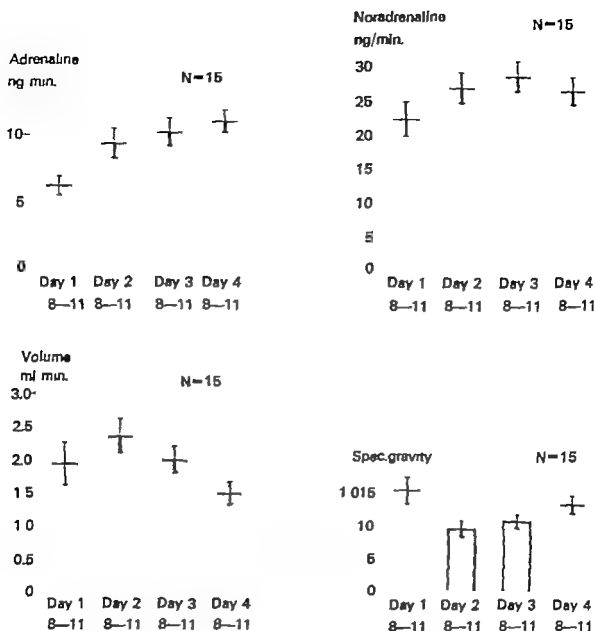 Adrenaline
ng min.
N=15
10-
5
0
Day 1 Day 2 Day 3 Day 4
8—11 8—11 8—11 8—11
Noradrenaline
ng/min.
N=15
30
25
20
15
10
5
0
Day 1 Day 2 Day 3 Day 4
8—11 8—11 8—11 8—11
Volume
ml min.
N=15
3.0-
2.5
2.0
1 5
1 0
0.5
0
Day 1 Day 2 Day 3 Day 4
8—11 8—11 8—11 8—11
Spec.gravity
N=15
1 015
10
5
0
Day 1 Day 2 Day 3 Day 4
8—11 8—11 8—11 8—11